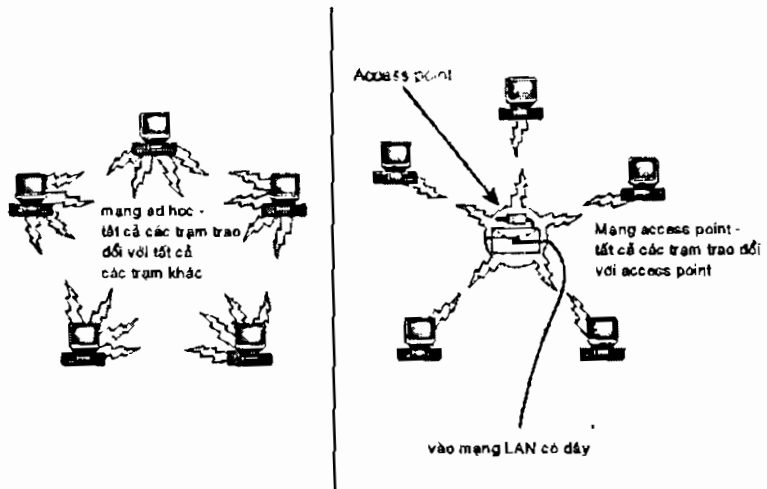 mạng ad hoc -
tất cả các trạm trao
đổi với tất cả
các trạm khác
Access point
Mạng access point -
tất cả các trạm trao đổi
với access point
vào mạng LAN có dây